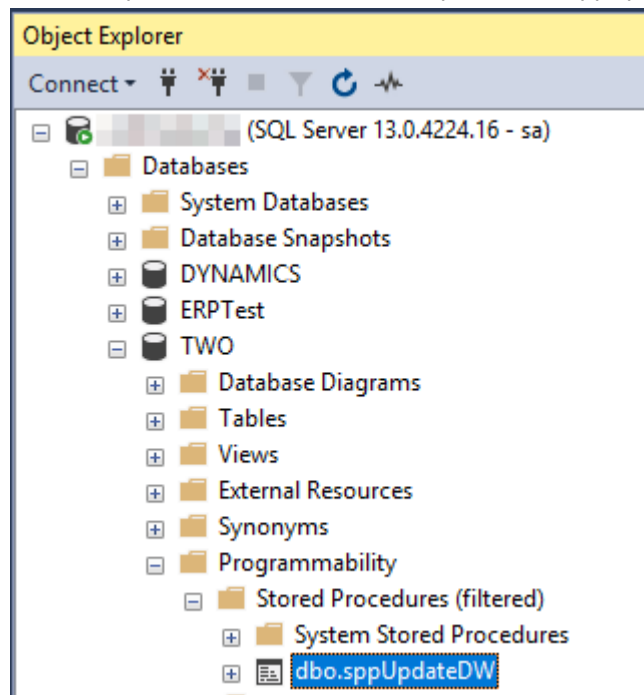 Object Explorer
Connect
(SQL Server 13.0.4224.16 - sa)
Databases
System Databases
Database Snapshots
DYNAMICS
ERPTest
TWO
Database Diagrams
Tables
Views
External Resources
Synonyms
Programmability
Stored Procedures (filtered)
System Stored Procedures
dbo.sppUpdateDW